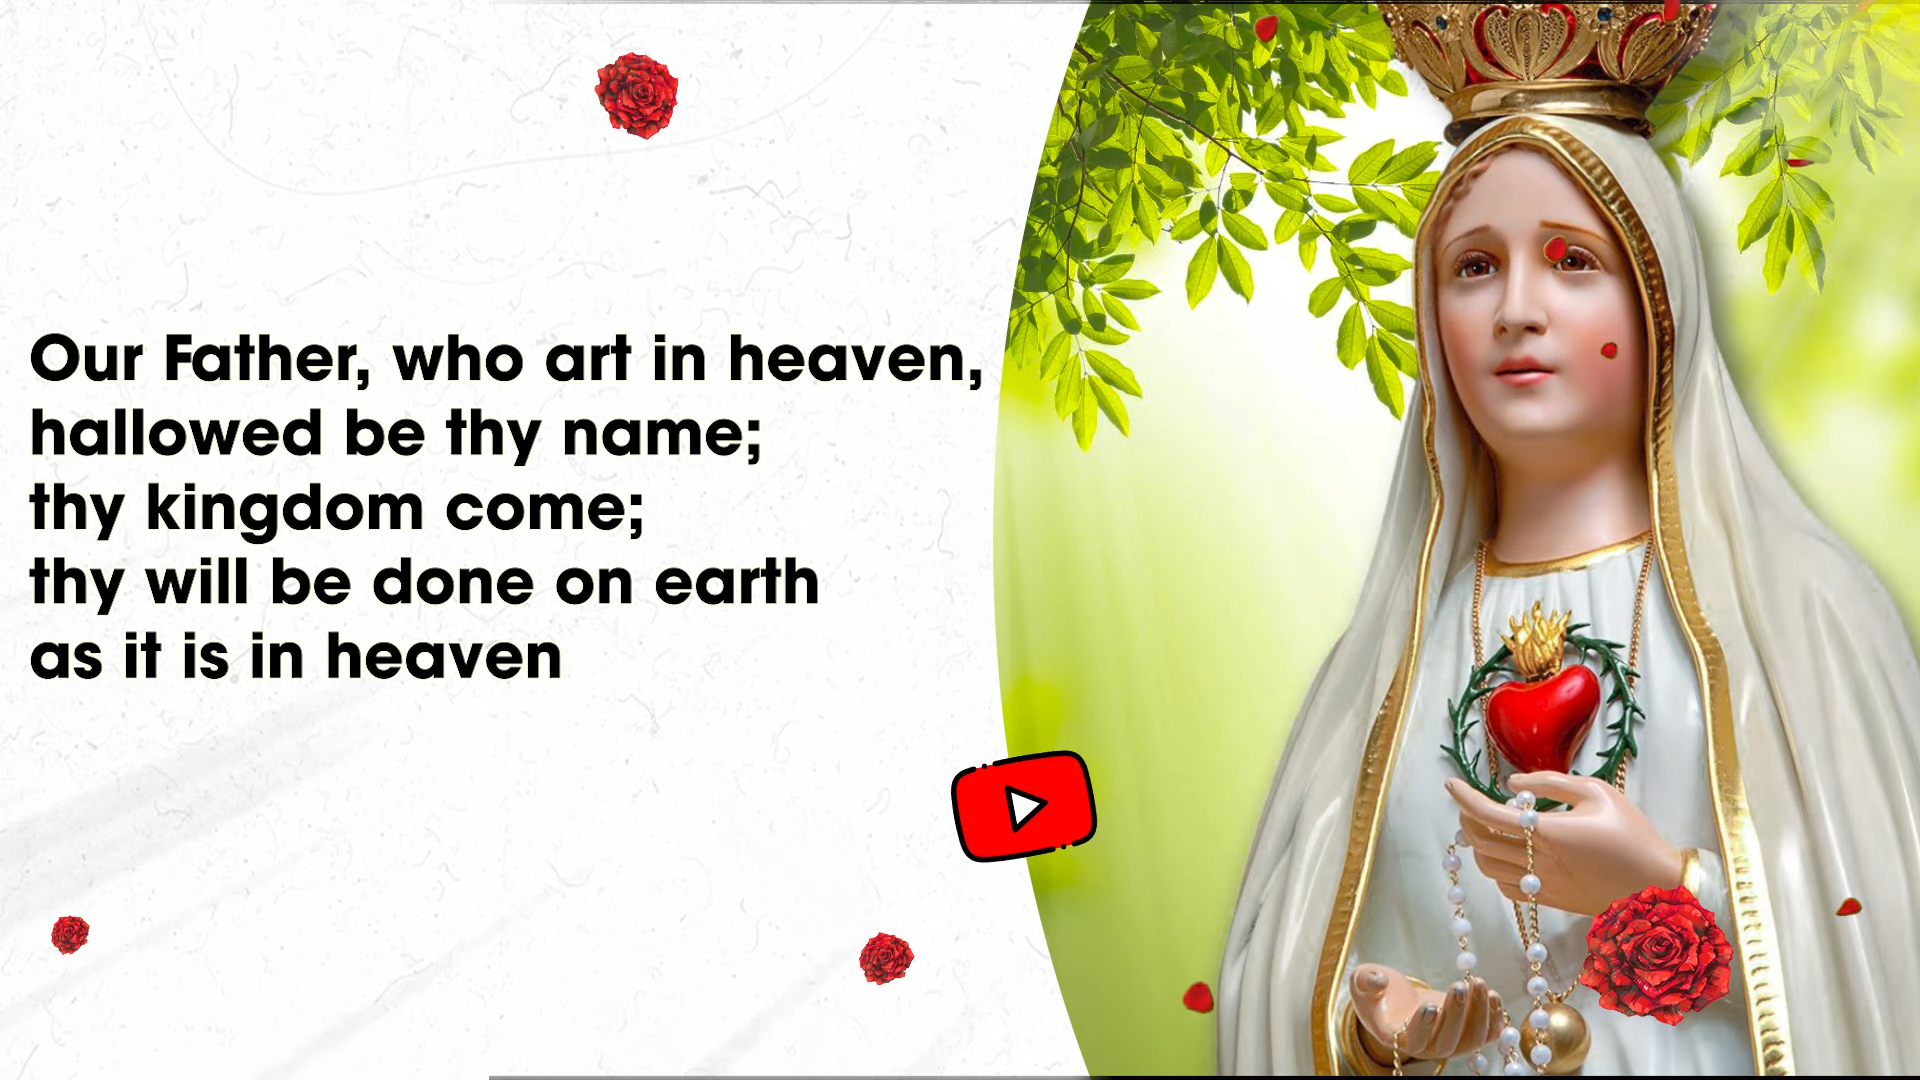 Our Father, who art in heaven,
hallowed be thy name;
thy kingdom come;
thy will be done on earth
as it is in heaven